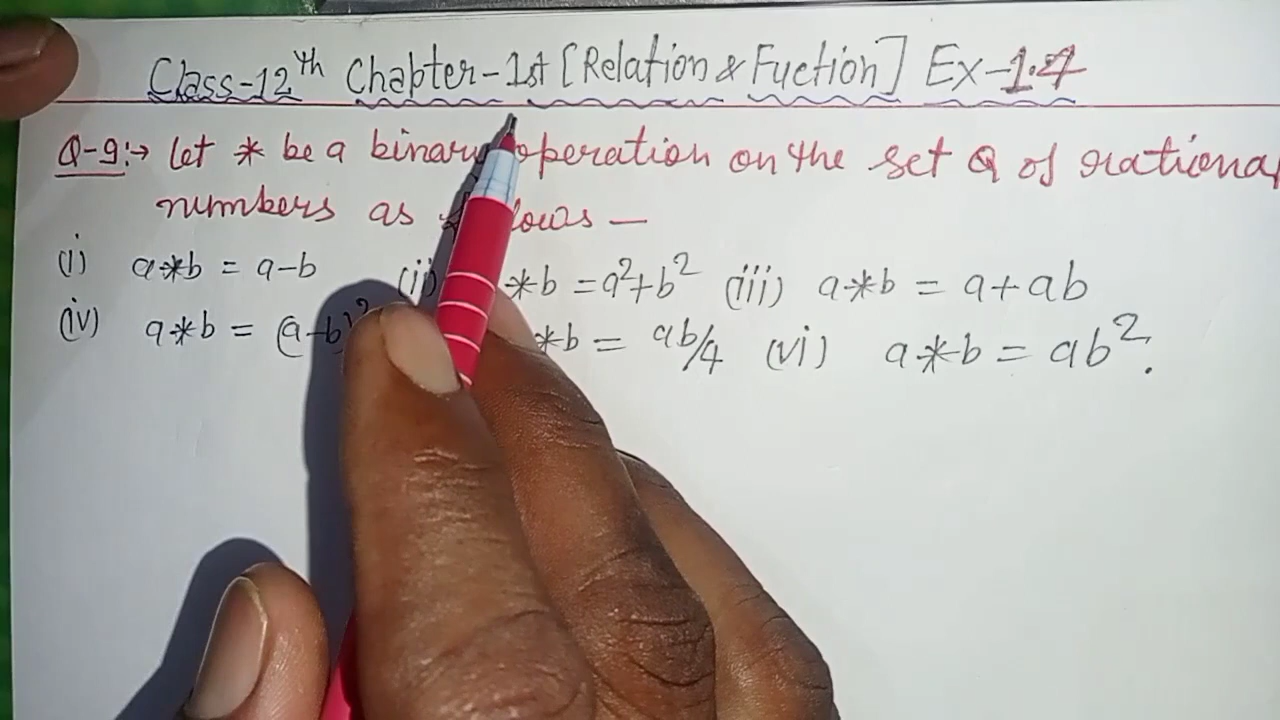 Class-12th Chapter-1st [Relation & Fuction] Ex-1.4
Q-9:→ Let * be a binary operation on the set Q of rational
numbers as
(i) a*b = a-b (ii) *b = a²+b² (iii) a*b = a+ab
(iv) a*b = (a-b)² *b = ab/4 (vi) a*b = ab².